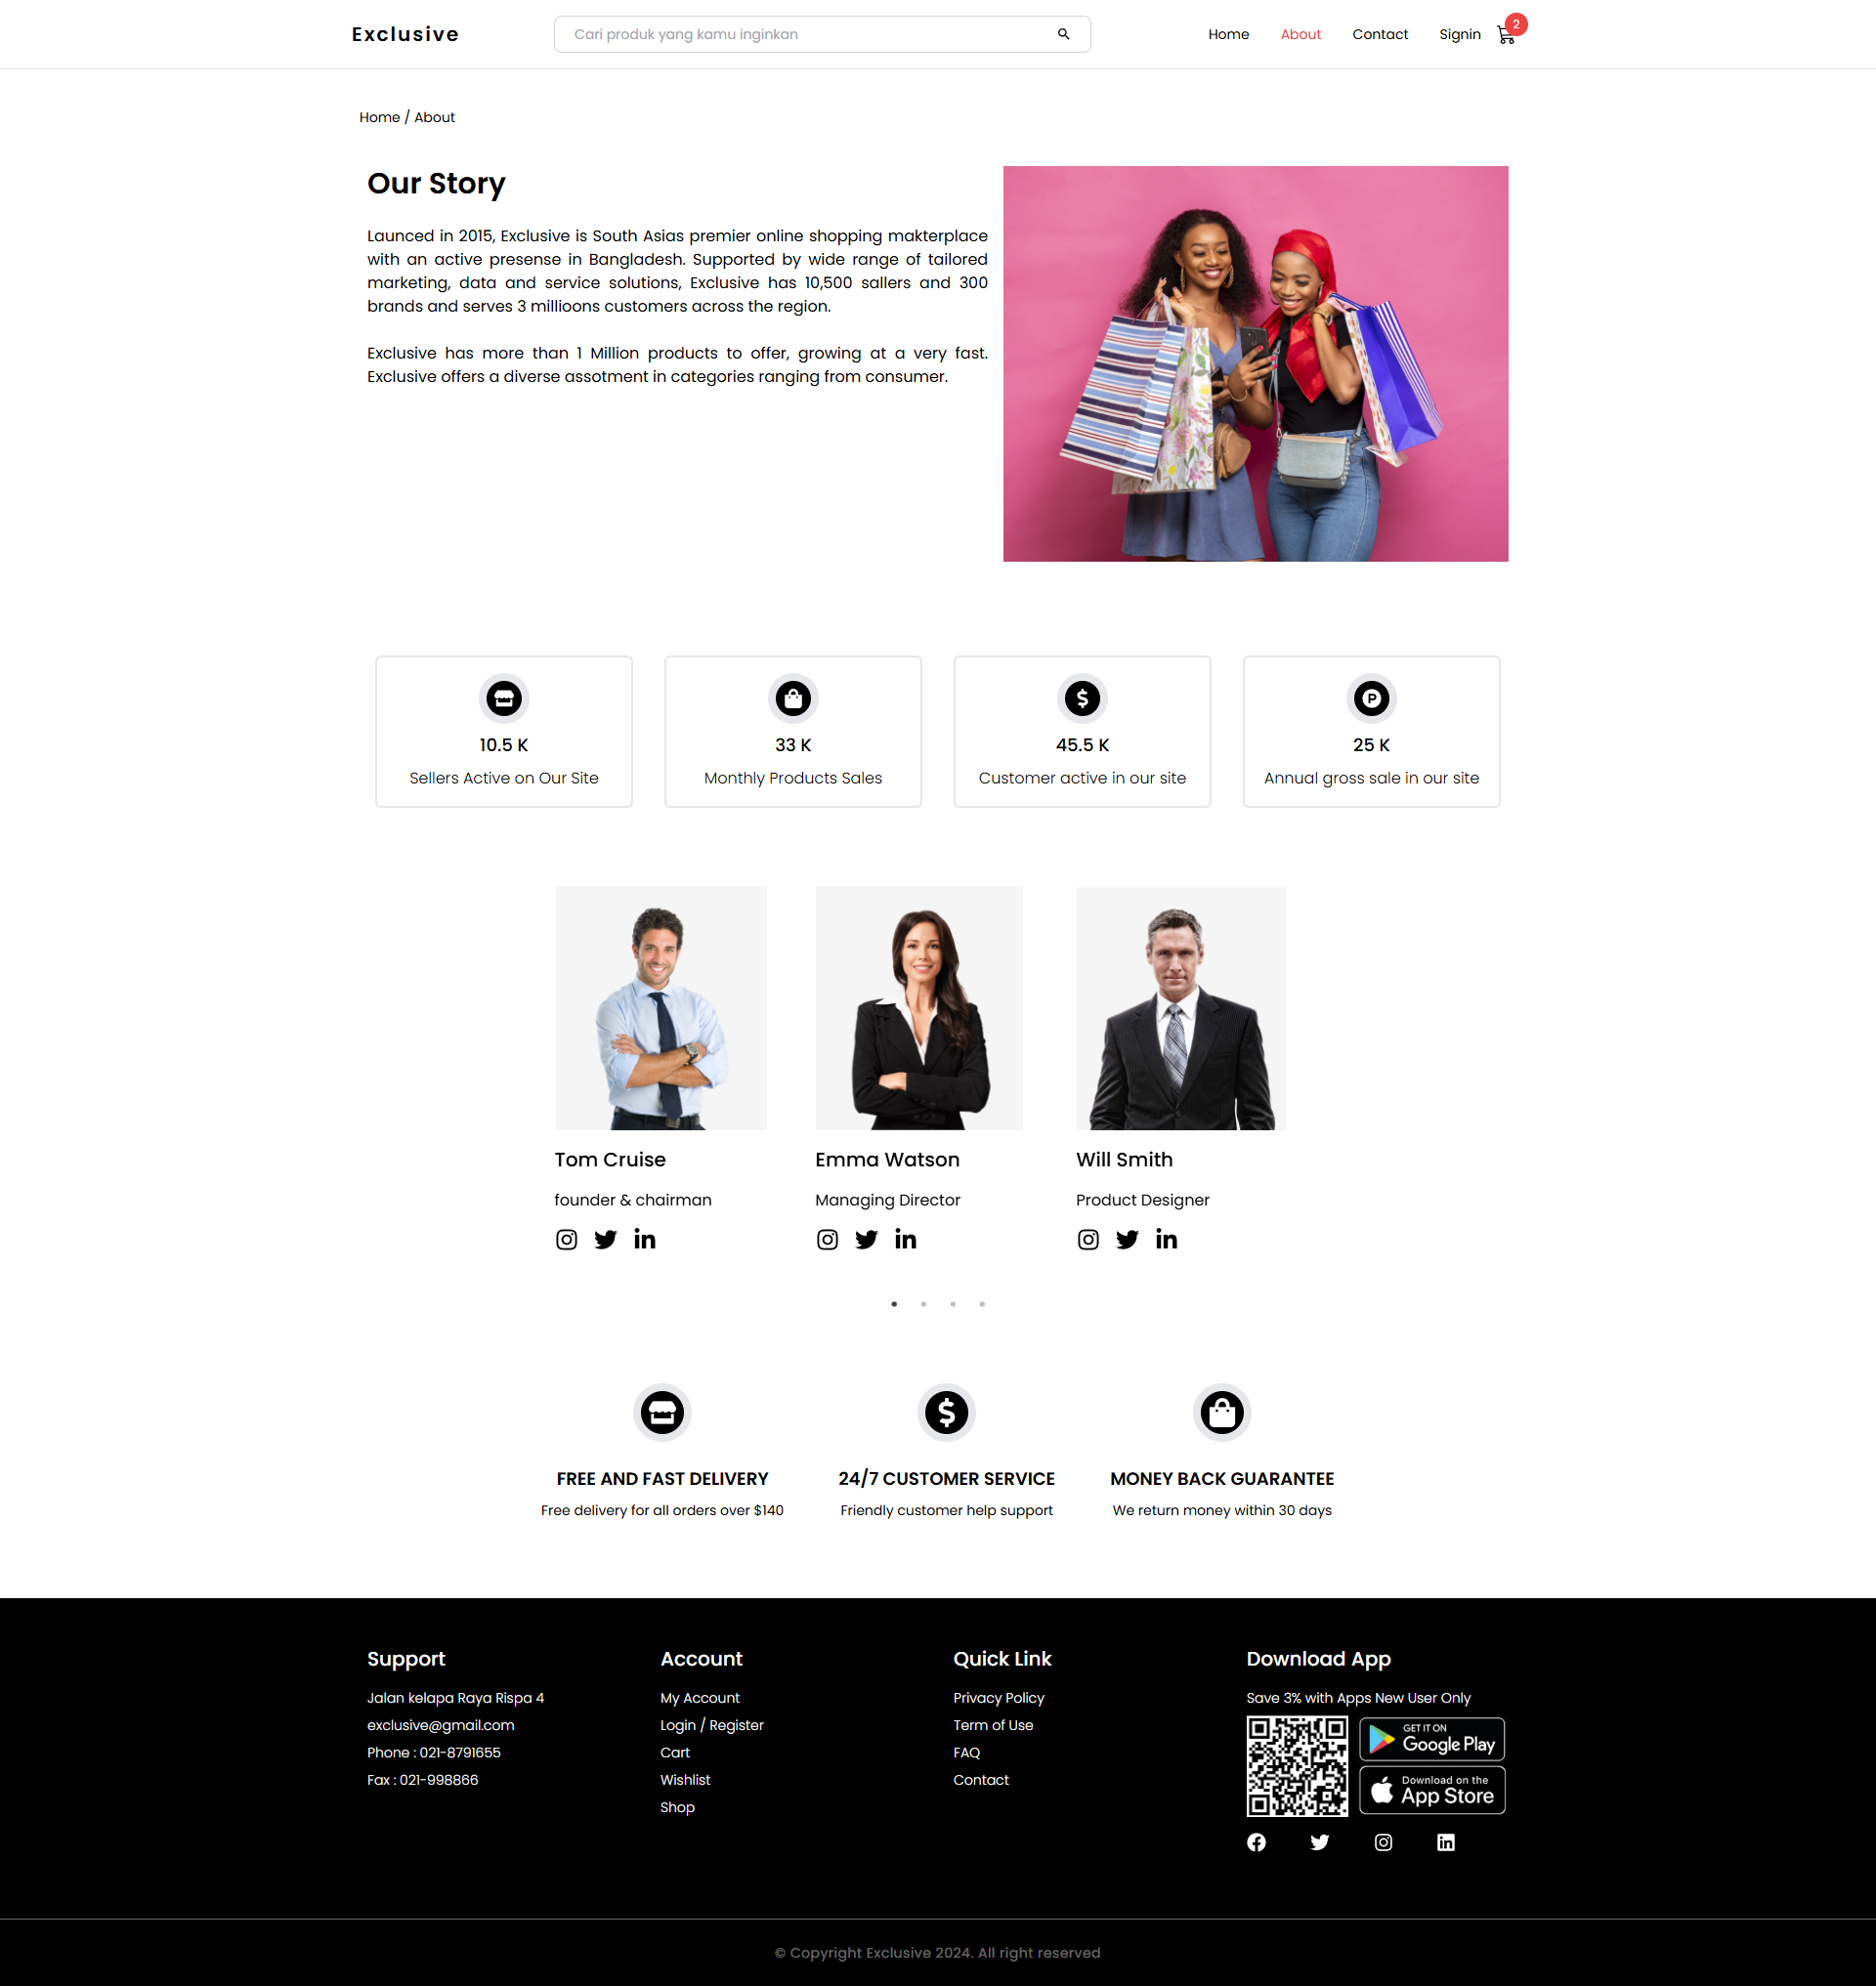 Exclusive
Cari produk yang kamu inginkan
Home
About
Contact
Signin
2
Home / About
Our Story
Launced in 2015, Exclusive is South Asias premier online shopping makterplace
with an active presense in Bangladesh. Supported by wide range of tailored
marketing, data and service solutions, Exclusive has 10,500 sallers and 300
brands and serves 3 millioons customers across the region.
Exclusive has more than 1 Million products to offer, growing at a very fast.
Exclusive offers a diverse assotment in categories ranging from consumer.
10.5 K
Sellers Active on Our Site
33 K
Monthly Products Sales
45.5 K
Customer active in our site
25 K
Annual gross sale in our site
Tom Cruise
founder & chairman
Emma Watson
Managing Director
Will Smith
Product Designer
FREE AND FAST DELIVERY
Free delivery for all orders over $140
24/7 CUSTOMER SERVICE
Friendly customer help support
MONEY BACK GUARANTEE
We return money within 30 days
Support
Jalan kelapa Raya Rispa 4
exclusive@gmail.com
Phone : 021-8791655
Fax : 021-998866
Account
My Account
Login / Register
Cart
Wishlist
Shop
Quick Link
Privacy Policy
Term of Use
FAQ
Contact
Download App
Save 3% with Apps New User Only
GET IT ON
Google Play
Download on the
App Store
© Copyright Exclusive 2024. All right reserved